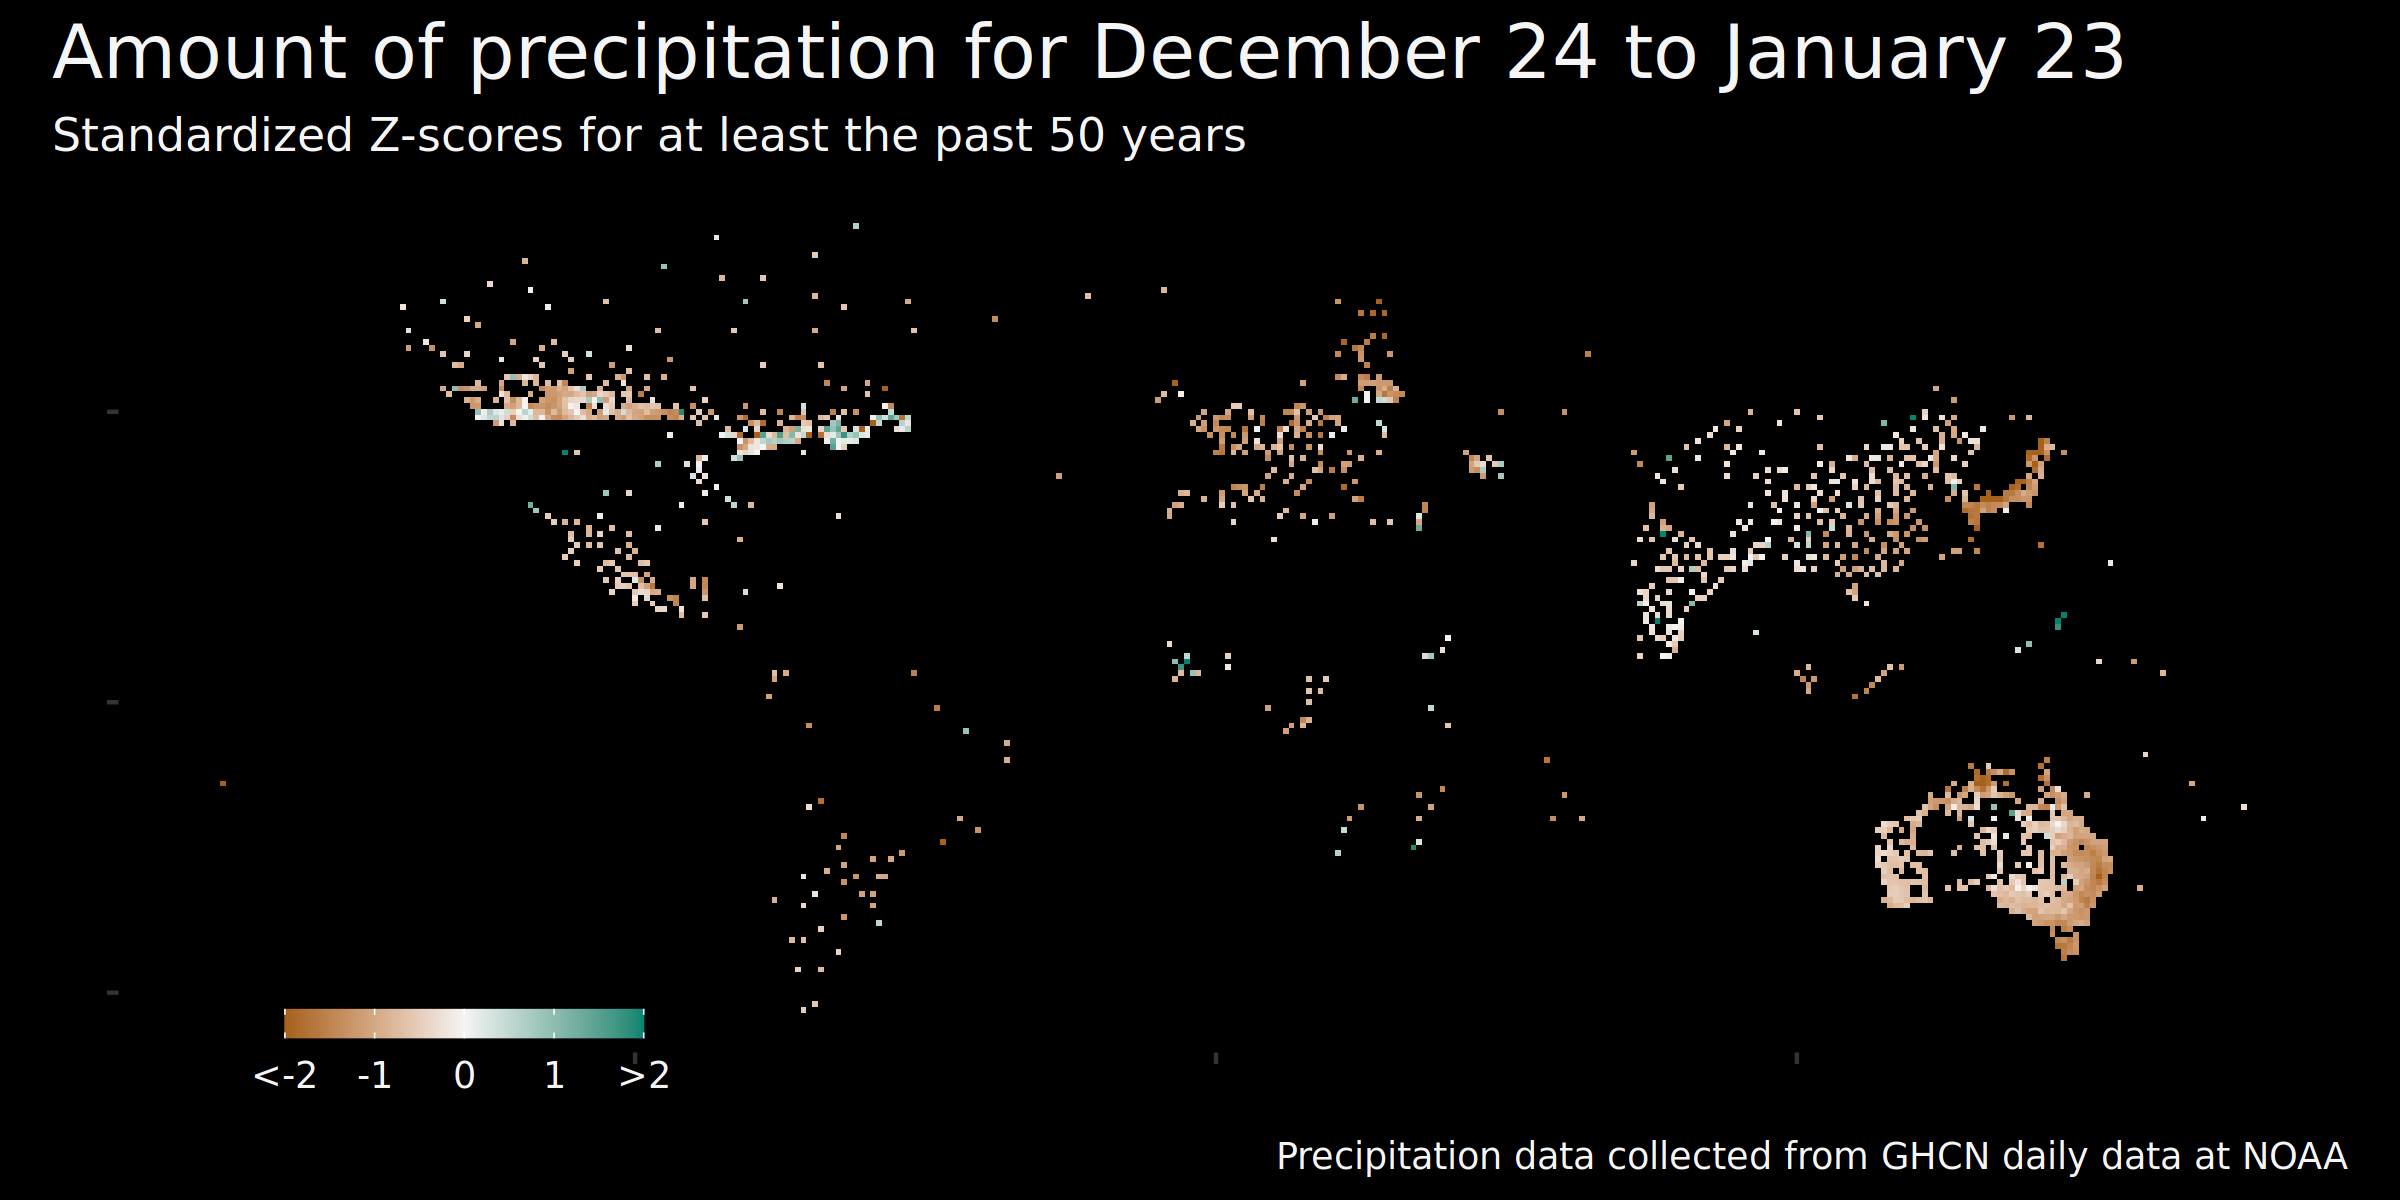 Amount of precipitation for December 24 to January 23
Standardized Z-scores for at least the past 50 years
<-2 -1 0 1 >2
Precipitation data collected from GHCN daily data at NOAA